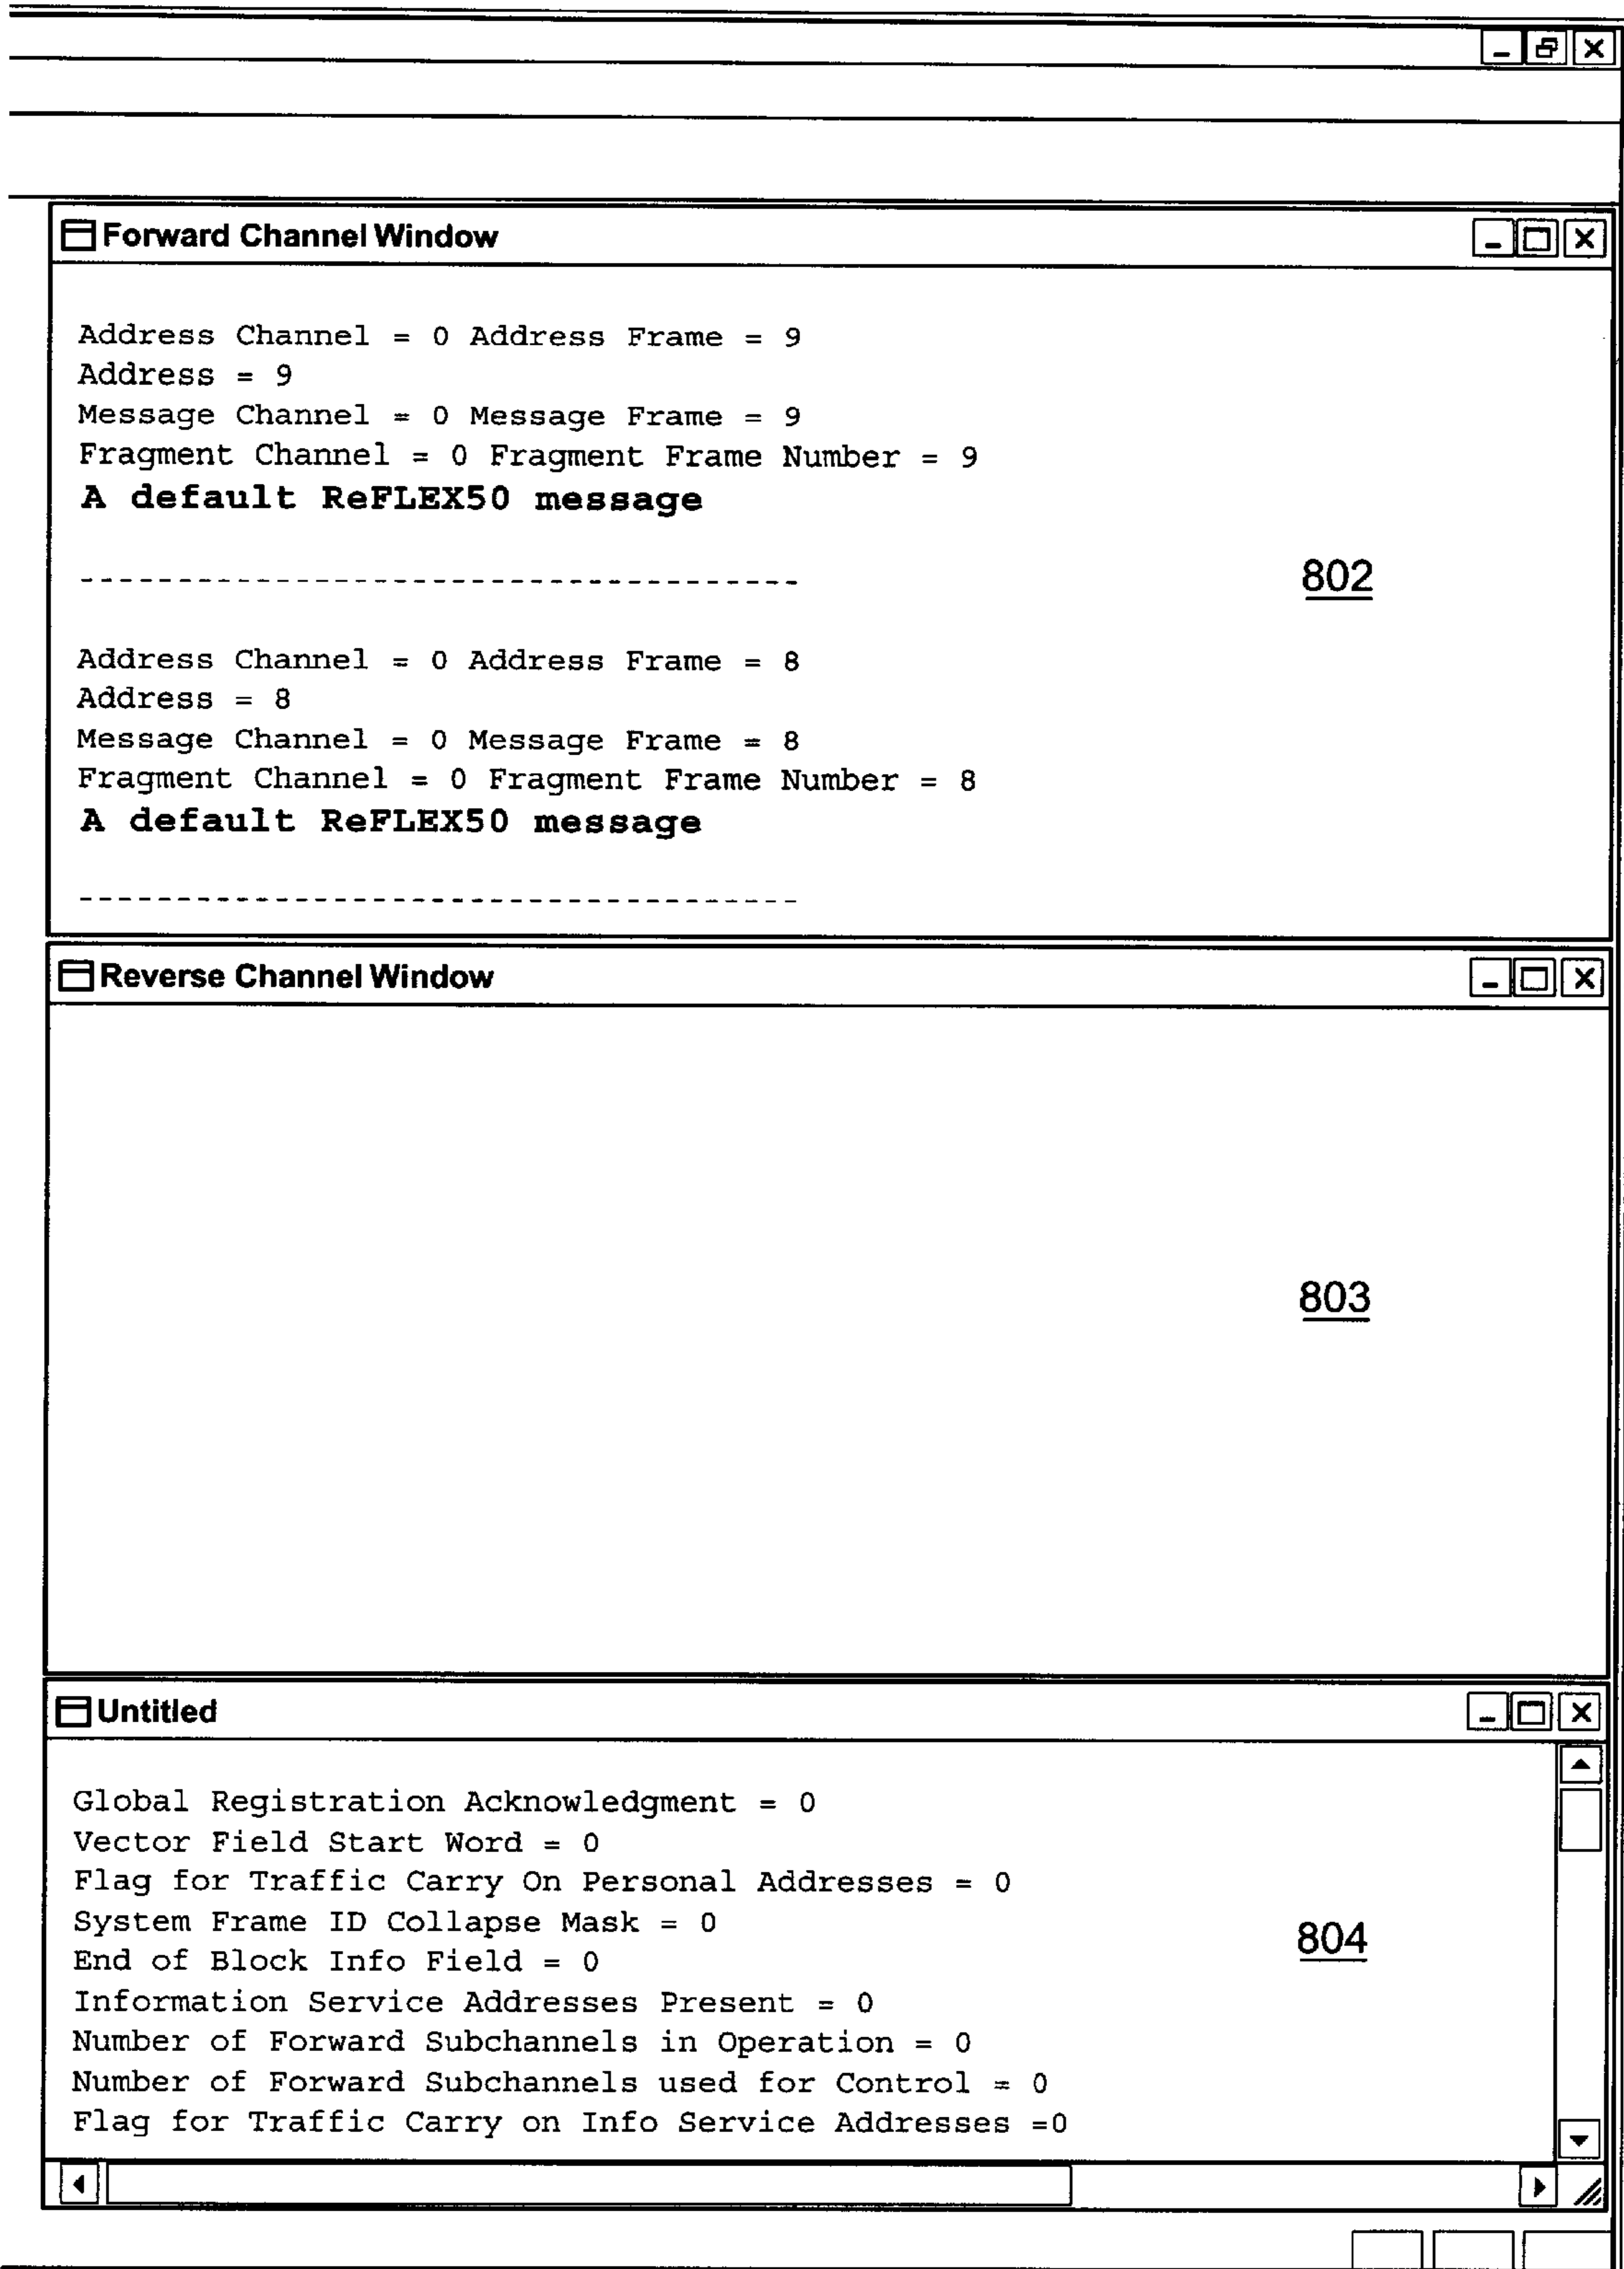 Forward Channel Window
Address Channel = 0 Address Frame = 9
Address = 9
Message Channel = 0 Message Frame = 9
Fragment Channel = 0 Fragment Frame Number = 9
A default ReFLEX50 message
-------------------------------------
802
Address Channel = 0 Address Frame = 8
Address = 8
Message Channel = 0 Message Frame = 8
Fragment Channel = 0 Fragment Frame Number = 8
A default ReFLEX50 message
-------------------------------------
Reverse Channel Window
803
Untitled
Global Registration Acknowledgment = 0
Vector Field Start Word = 0
Flag for Traffic Carry On Personal Addresses = 0
System Frame ID Collapse Mask = 0
804
End of Block Info Field = 0
Information Service Addresses Present = 0
Number of Forward Subchannels in Operation = 0
Number of Forward Subchannels used for Control = 0
Flag for Traffic Carry on Info Service Addresses =0